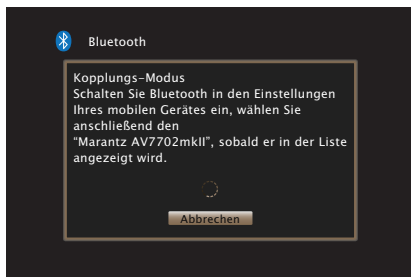 Bluetooth
Kopplungs-Modus
Schalten Sie Bluetooth in den Einstellungen
Ihres mobilen Gerätes ein, wählen Sie
anschließend den
“Marantz AV7702mkII”, sobald er in der Liste
angezeigt wird.
Abbrechen